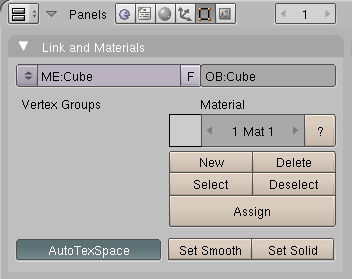 Panels 1
Link and Materials
ME:Cube F OB:Cube
Vertex Groups Material
1 Mat 1 ?
New Delete
Select Deselect
Assign
AutoTexSpace Set Smooth Set Solid